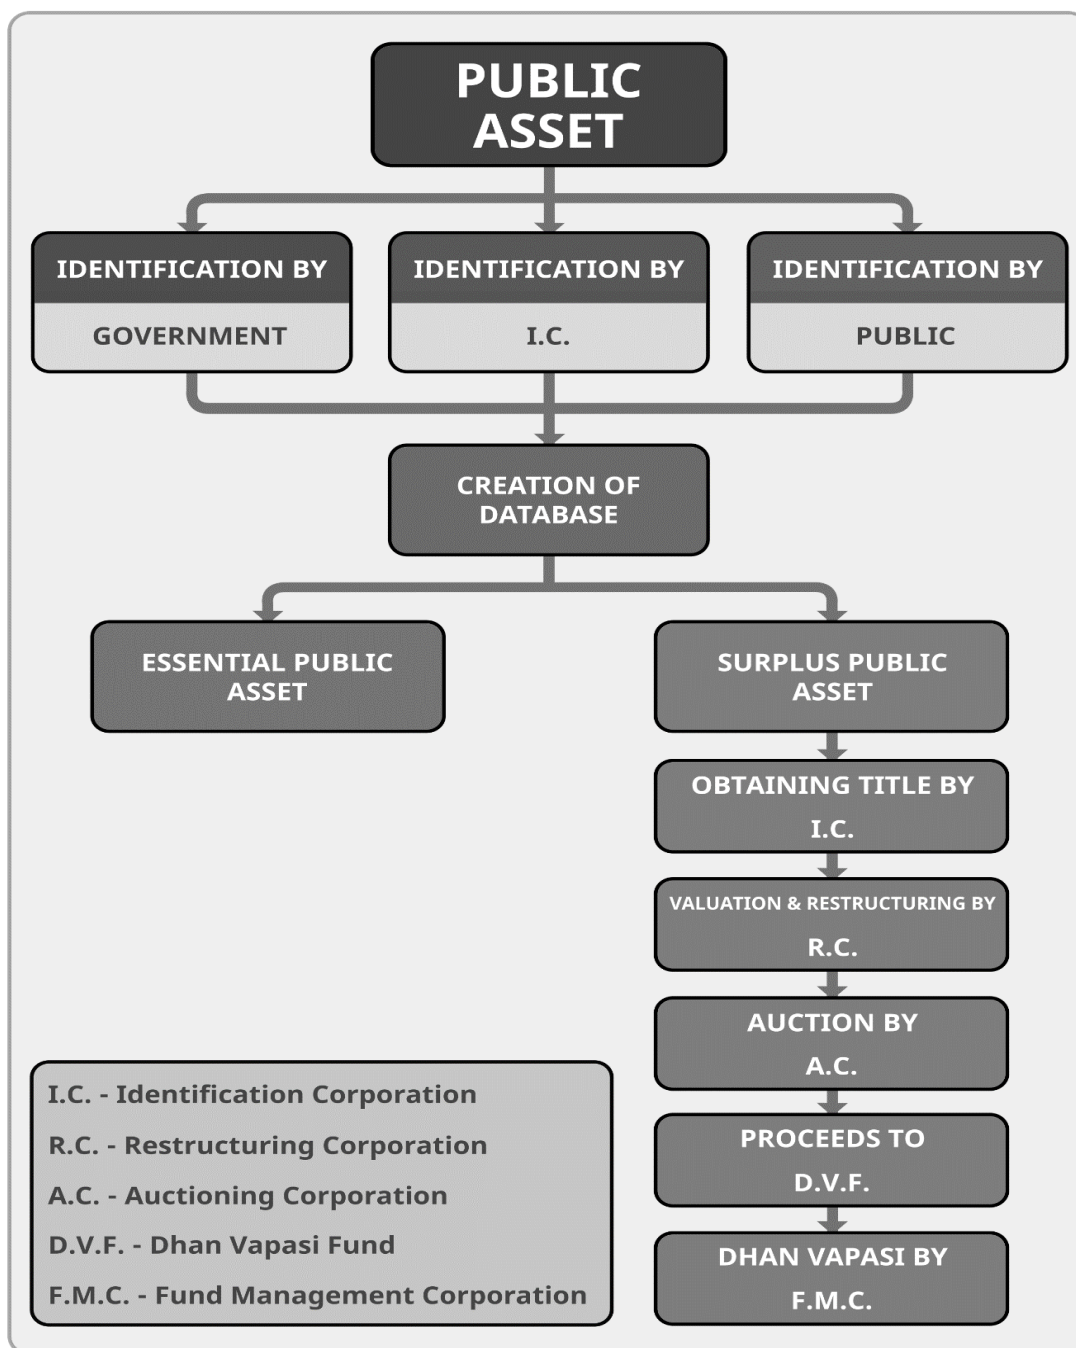 PUBLIC
ASSET
IDENTIFICATION BY
GOVERNMENT
IDENTIFICATION BY
I.C.
IDENTIFICATION BY
PUBLIC
CREATION OF
DATABASE
ESSENTIAL PUBLIC
ASSET
SURPLUS PUBLIC
ASSET
OBTAINING TITLE BY
I.C.
VALUATION & RESTRUCTURING BY
R.C.
AUCTION BY
A.C.
PROCEEDS TO
D.V.F.
DHAN VAPASI BY
F.M.C.
I.C. - Identification Corporation
R.C. - Restructuring Corporation
A.C. - Auctioning Corporation
D.V.F. - Dhan Vapasi Fund
F.M.C. - Fund Management Corporation